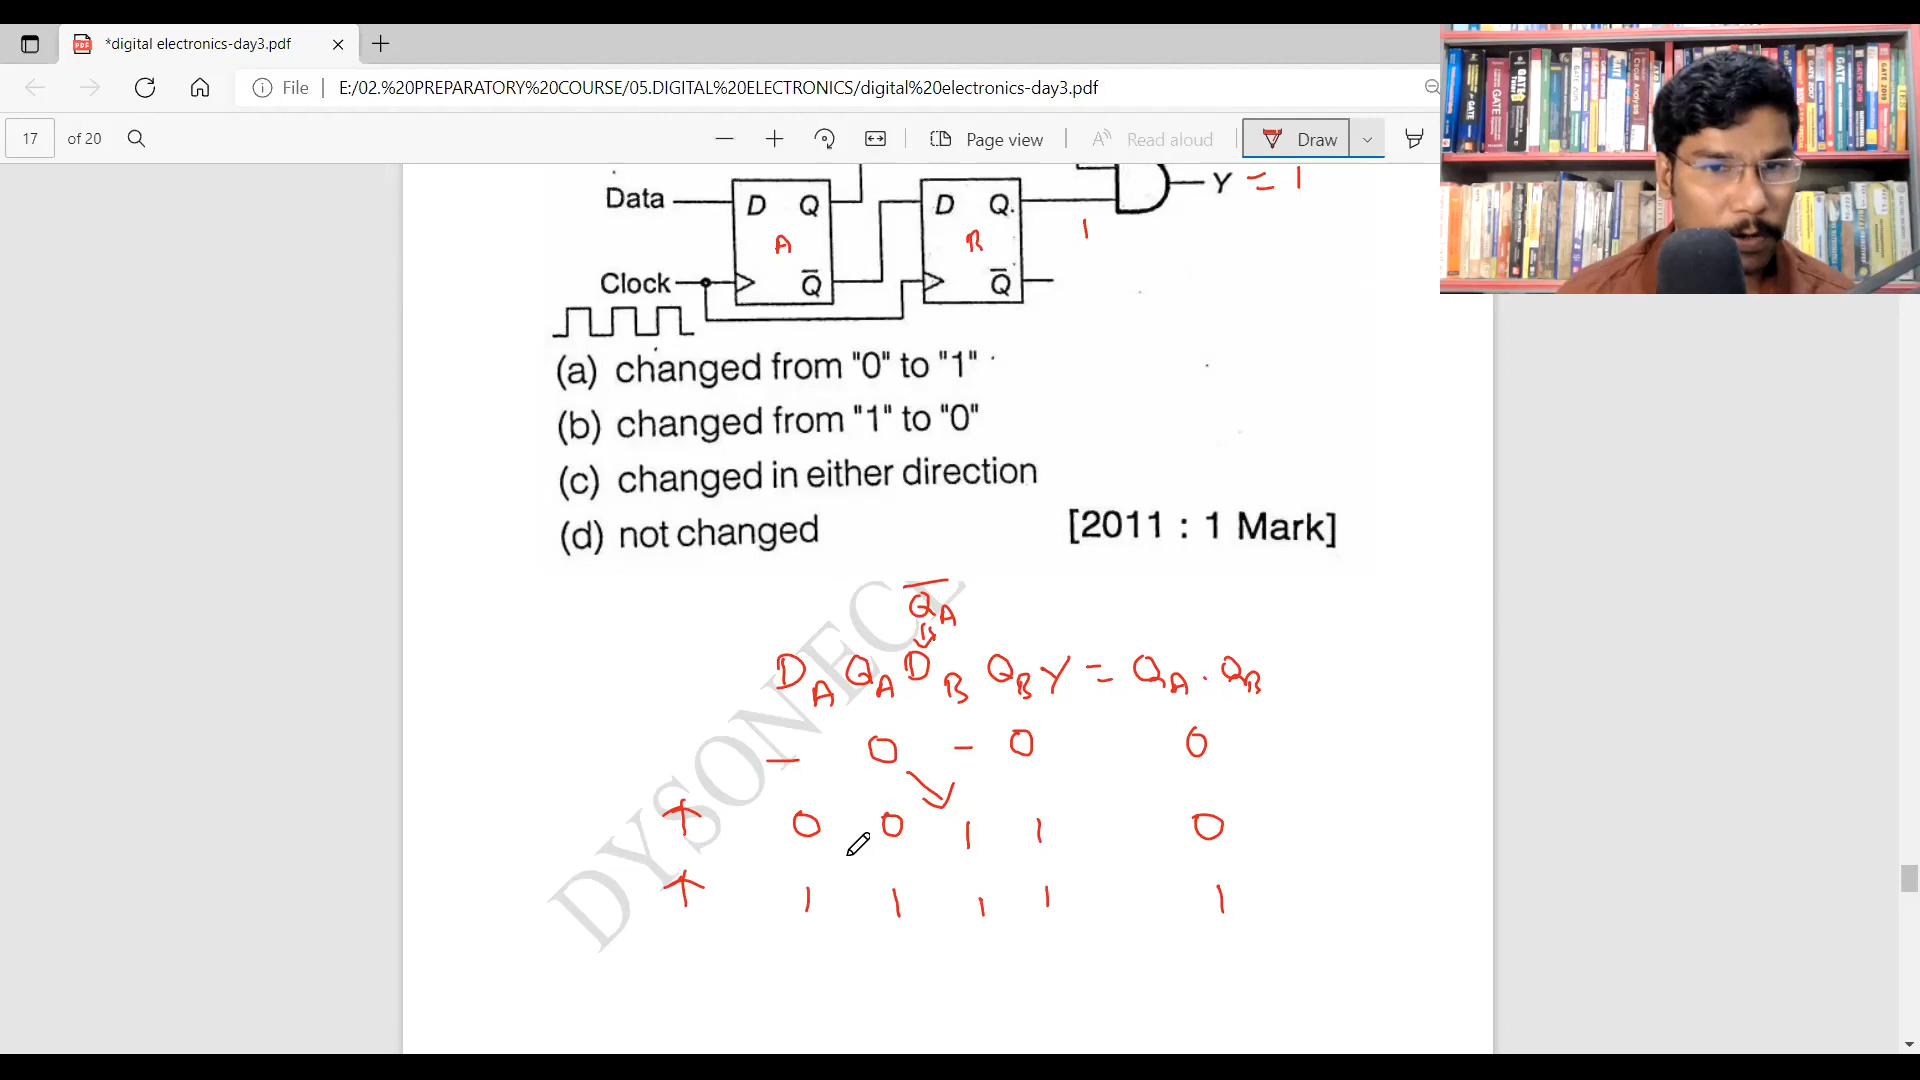 *digital electronics-day3.pdf
File E:/02.%20PREPARATORY%20COURSE/05.DIGITAL%20ELECTRONICS/digital%20electronics-day3.pdf
17 of 20 Page view Read aloud Draw
Data D Q D Q Y = 1
A B 1
Clock Q̅ Q̅
(a) changed from "0" to "1"
(b) changed from "1" to "0"
(c) changed in either direction
(d) not changed [2011 : 1 Mark]
DYSONECE
Q̅A
DA QA DB QB Y = QA . QB
– 0 – 0 0
↑ 0 0 1 1 0
↑ 1 1 1 1 1